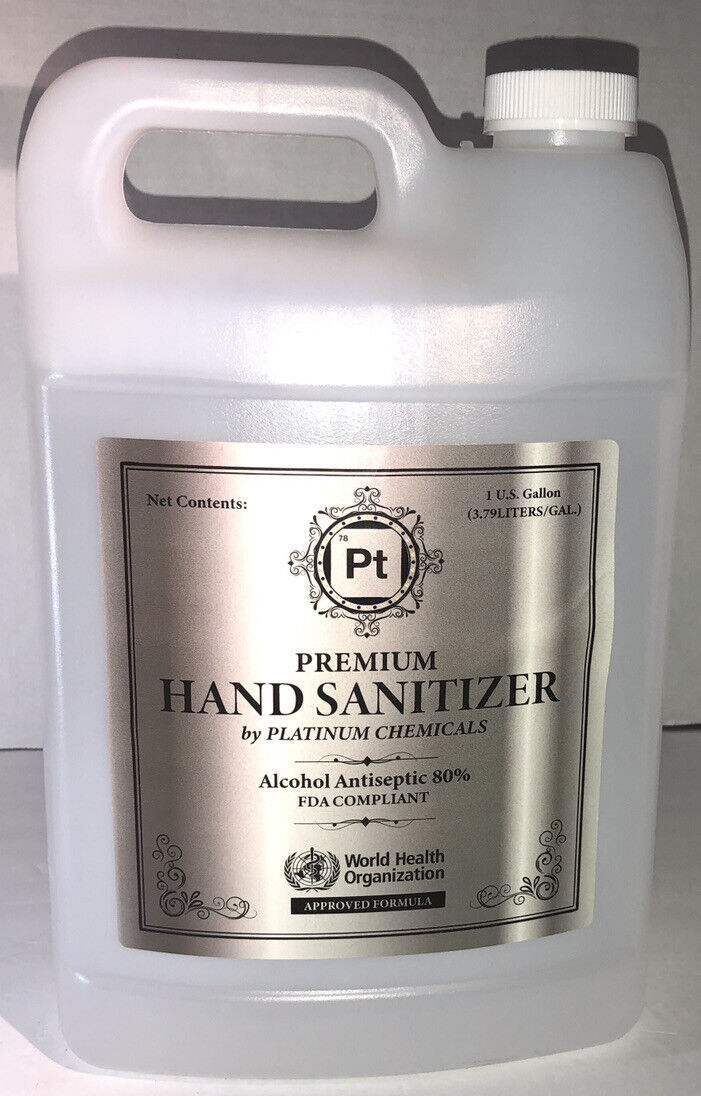 Net Contents:
1 U.S. Gallon
(3.79LITERS/GAL.)
78
Pt
PREMIUM
HAND SANITIZER
by PLATINUM CHEMICALS
Alcohol Antiseptic 80%
FDA COMPLIANT
World Health
Organization
APPROVED FORMULA